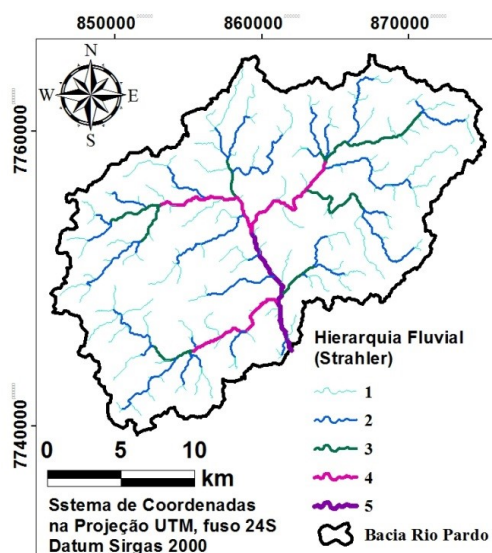 850000 860000 870000
N
W E
S
7760000
7740000
Hierarquia Fluvial
(Strahler)
1
2
3
4
5
Bacia Rio Pardo
0 5 10
km
Sstema de Coordenadas
na Projeção UTM, fuso 24S
Datum Sirgas 2000